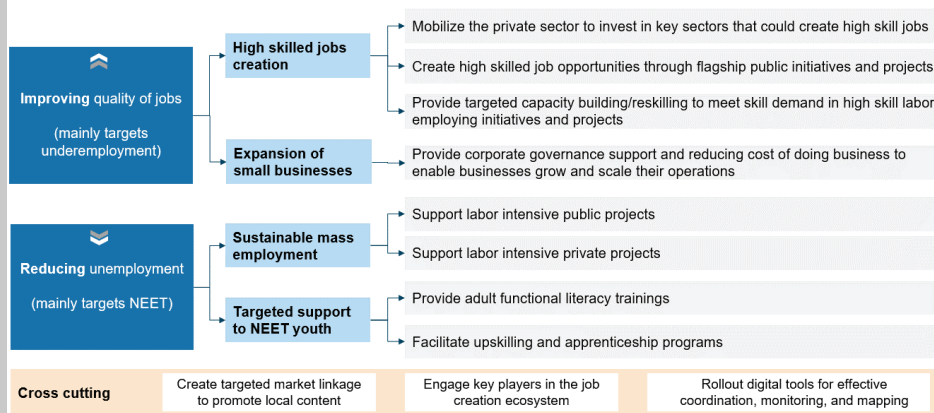 Improving quality of jobs
(mainly targets
underemployment)
High skilled jobs
creation
Mobilize the private sector to invest in key sectors that could create high skill jobs
Create high skilled job opportunities through flagship public initiatives and projects
Provide targeted capacity building/reskilling to meet skill demand in high skill labor
employing initiatives and projects
Expansion of
small businesses
Provide corporate governance support and reducing cost of doing business to
enable businesses grow and scale their operations
Reducing unemployment
(mainly targets NEET)
Sustainable mass
employment
Support labor intensive public projects
Support labor intensive private projects
Targeted support
to NEET youth
Provide adult functional literacy trainings
Facilitate upskilling and apprenticeship programs
Cross cutting
Create targeted market linkage
to promote local content
Engage key players in the job
creation ecosystem
Rollout digital tools for effective
coordination, monitoring, and mapping